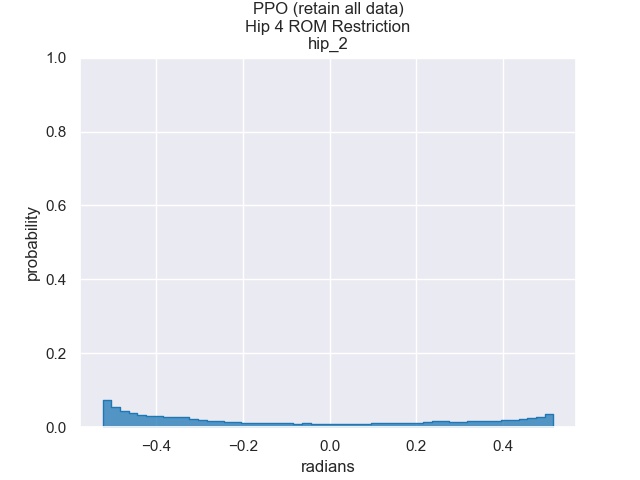 PPO (retain all data)
Hip 4 ROM Restriction
hip_2
1.0
0.8
0.6
0.4
0.2
0.0
probability
−0.4
−0.2
0.0
0.2
0.4
radians